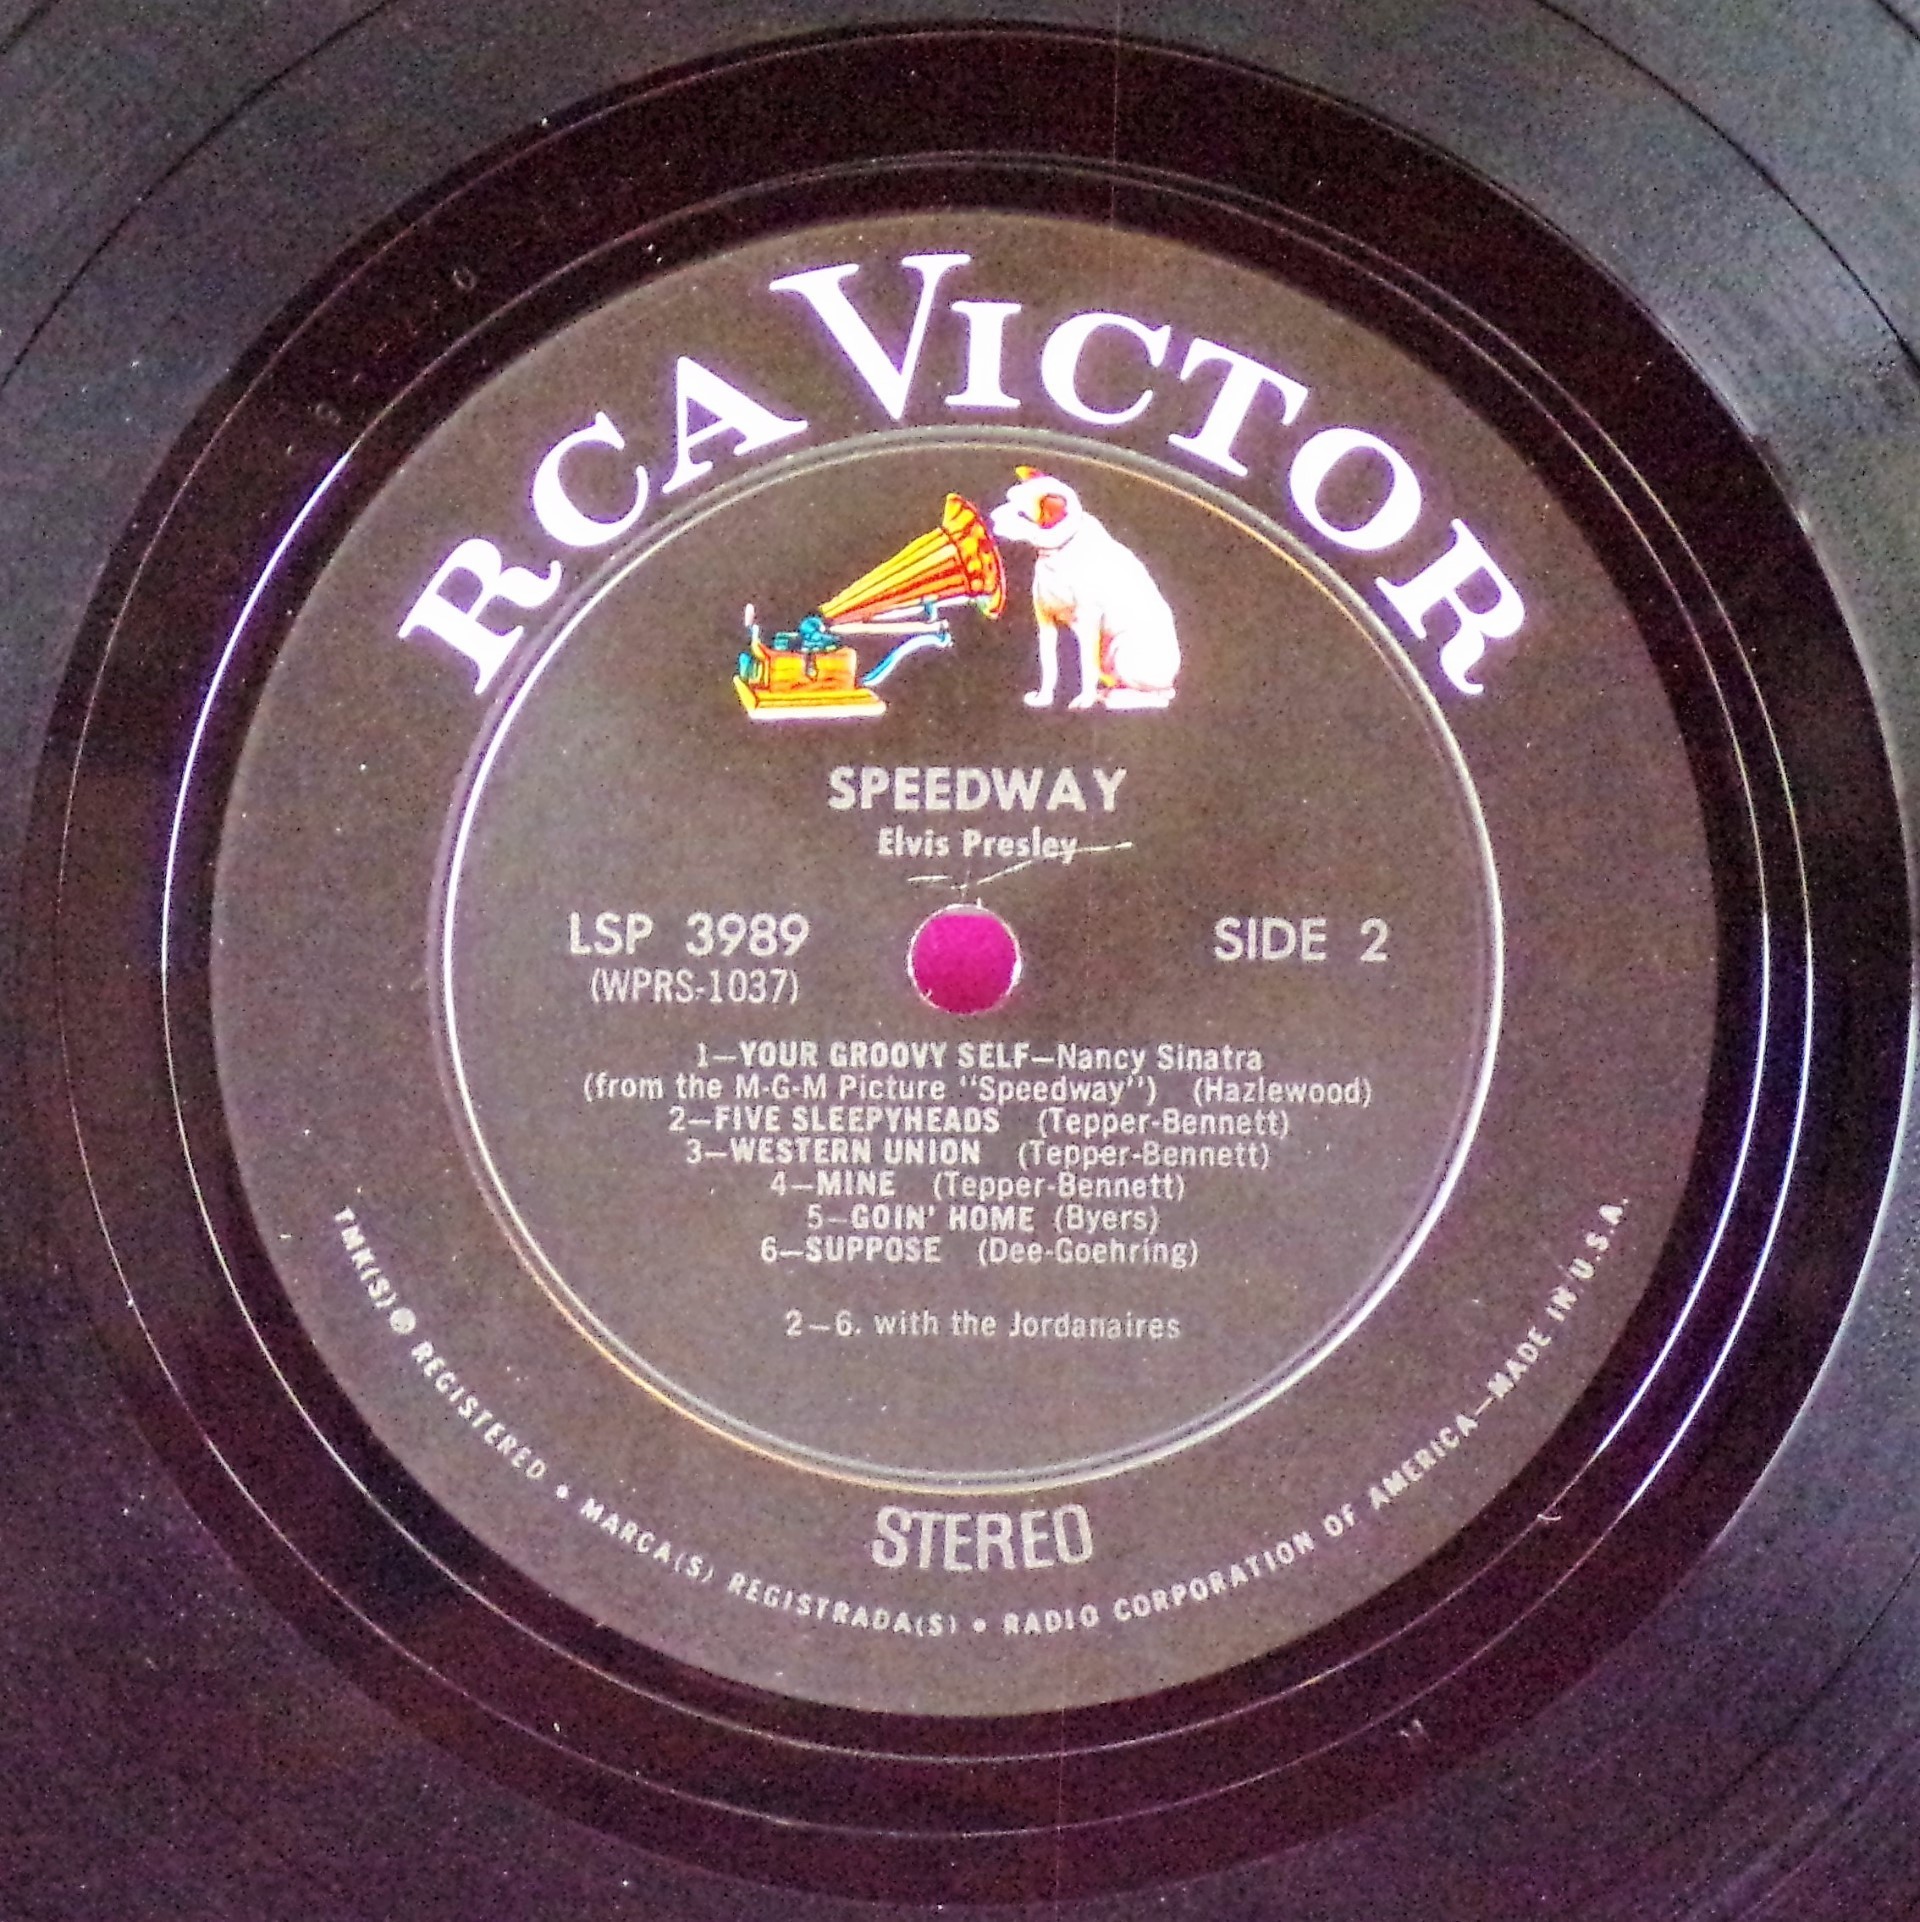 RCA VICTOR
SPEEDWAY
Elvis Presley
LSP 3989
(WPRS-1037)
SIDE 2
1—YOUR GROOVY SELF—Nancy Sinatra
(from the M-G-M Picture "Speedway") (Hazlewood)
2—FIVE SLEEPYHEADS (Tepper-Bennett)
3—WESTERN UNION (Tepper-Bennett)
4—MINE (Tepper-Bennett)
5—GOIN' HOME (Byers)
6—SUPPOSE (Dee-Goehring)
2—6. with the Jordanaires
STEREO
TMK(S) ® REGISTERED • MARCA(S) REGISTRADA(S) • RADIO CORPORATION OF AMERICA—MADE IN U.S.A.